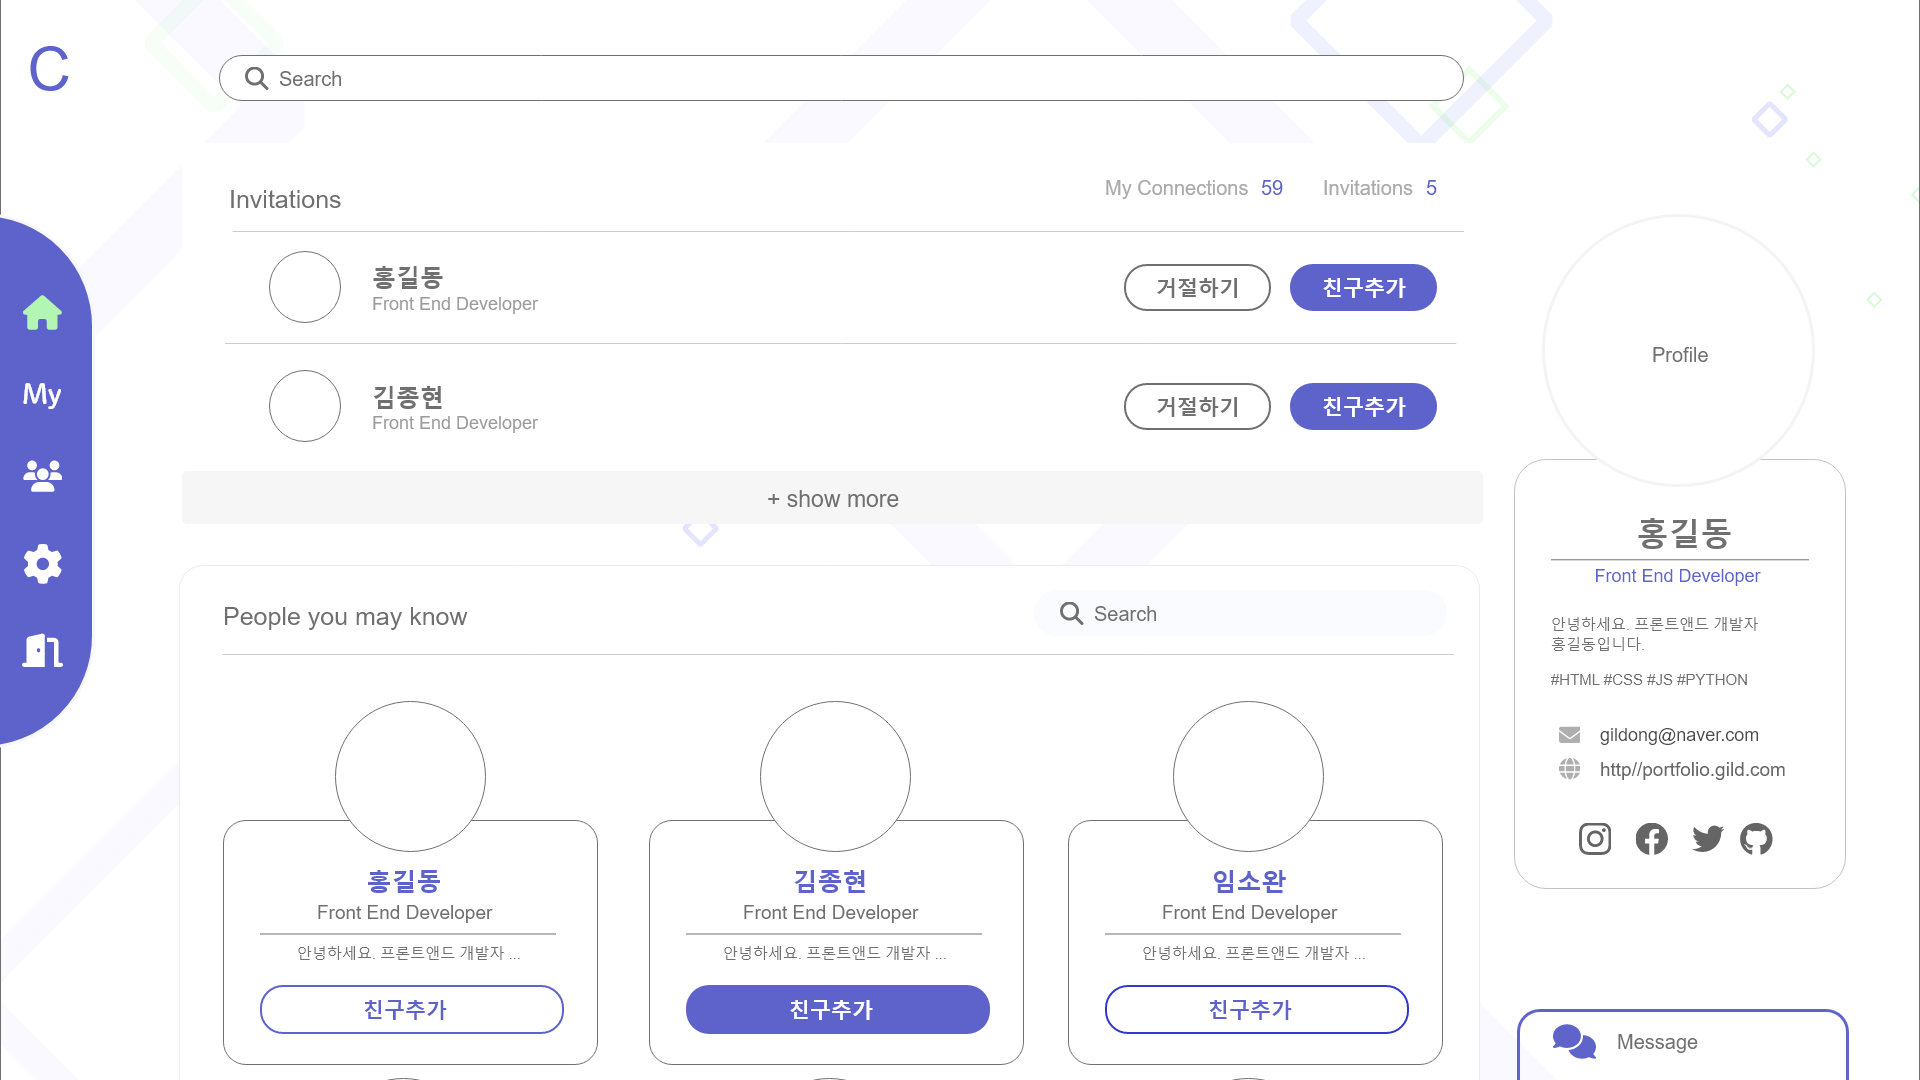 C
Search
Invitations
My Connections 59 Invitations 5
홍길동
Front End Developer
거절하기 친구추가
김종현
Front End Developer
거절하기 친구추가
+ show more
My
People you may know
Search
홍길동
Front End Developer
안녕하세요. 프론트앤드 개발자 ...
친구추가
김종현
Front End Developer
안녕하세요. 프론트앤드 개발자 ...
친구추가
임소완
Front End Developer
안녕하세요. 프론트앤드 개발자 ...
친구추가
Profile
홍길동
Front End Developer
안녕하세요. 프론트앤드 개발자
홍길동입니다.
#HTML #CSS #JS #PYTHON
gildong@naver.com
http//portfolio.gild.com
Message